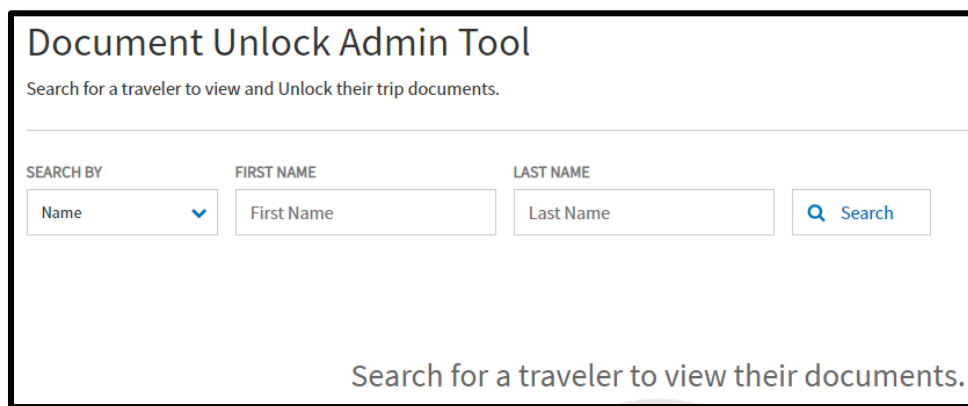 Document Unlock Admin Tool
Search for a traveler to view and Unlock their trip documents.
SEARCH BY FIRST NAME LAST NAME
Name First Name Last Name Search
Search for a traveler to view their documents.